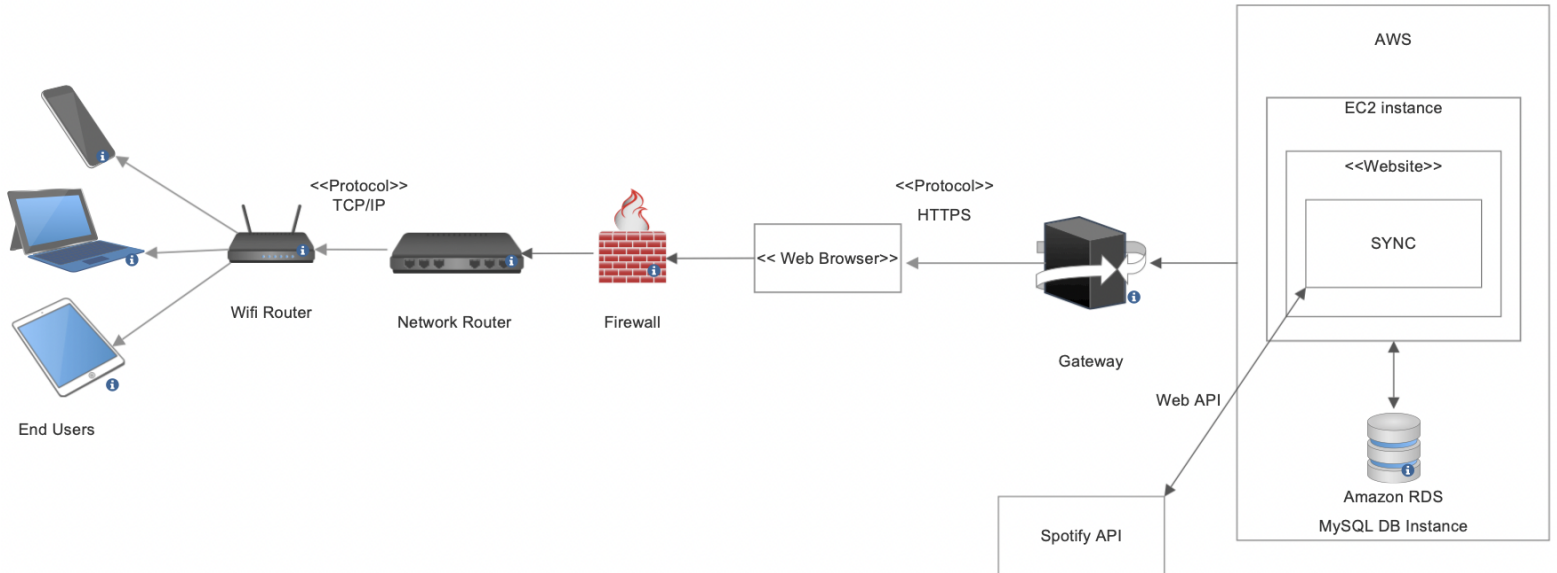 AWS
EC2 instance
<<Website>>
SYNC
<<Protocol>>
TCP/IP
<<Protocol>>
HTTPS
<< Web Browser>>
Wifi Router
Network Router
Firewall
Gateway
Web API
End Users
Amazon RDS
MySQL DB Instance
Spotify API